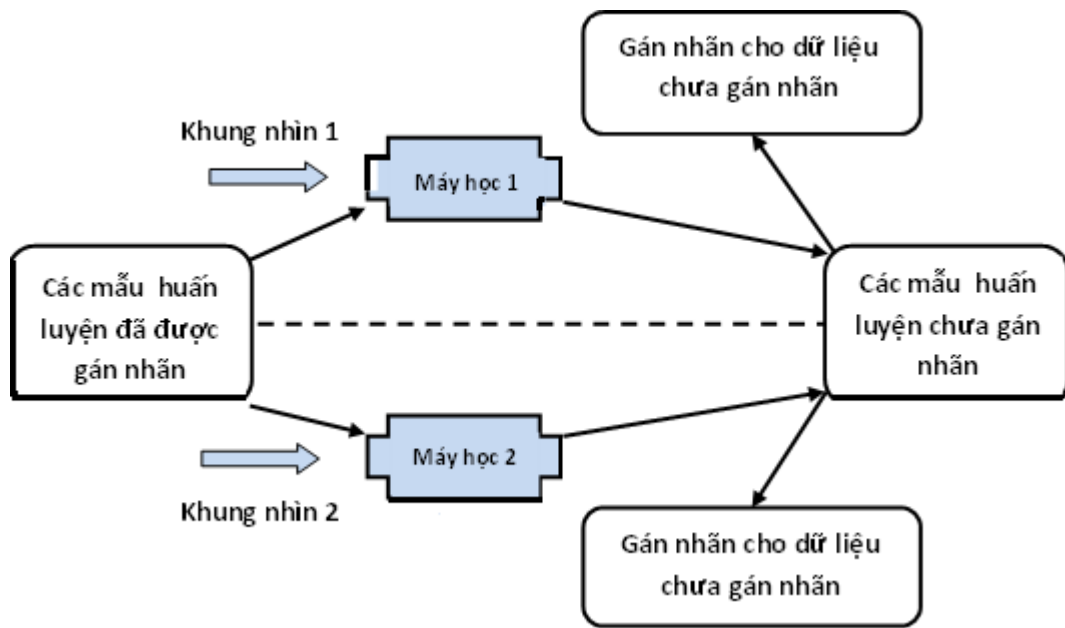 Gán nhãn cho dữ liệu
chưa gán nhãn
Khung nhìn 1
Máy học 1
Các mẫu huấn
luyện đã được
gán nhãn
Các mẫu huấn
luyện chưa gán
nhãn
Máy học 2
Khung nhìn 2
Gán nhãn cho dữ liệu
chưa gán nhãn